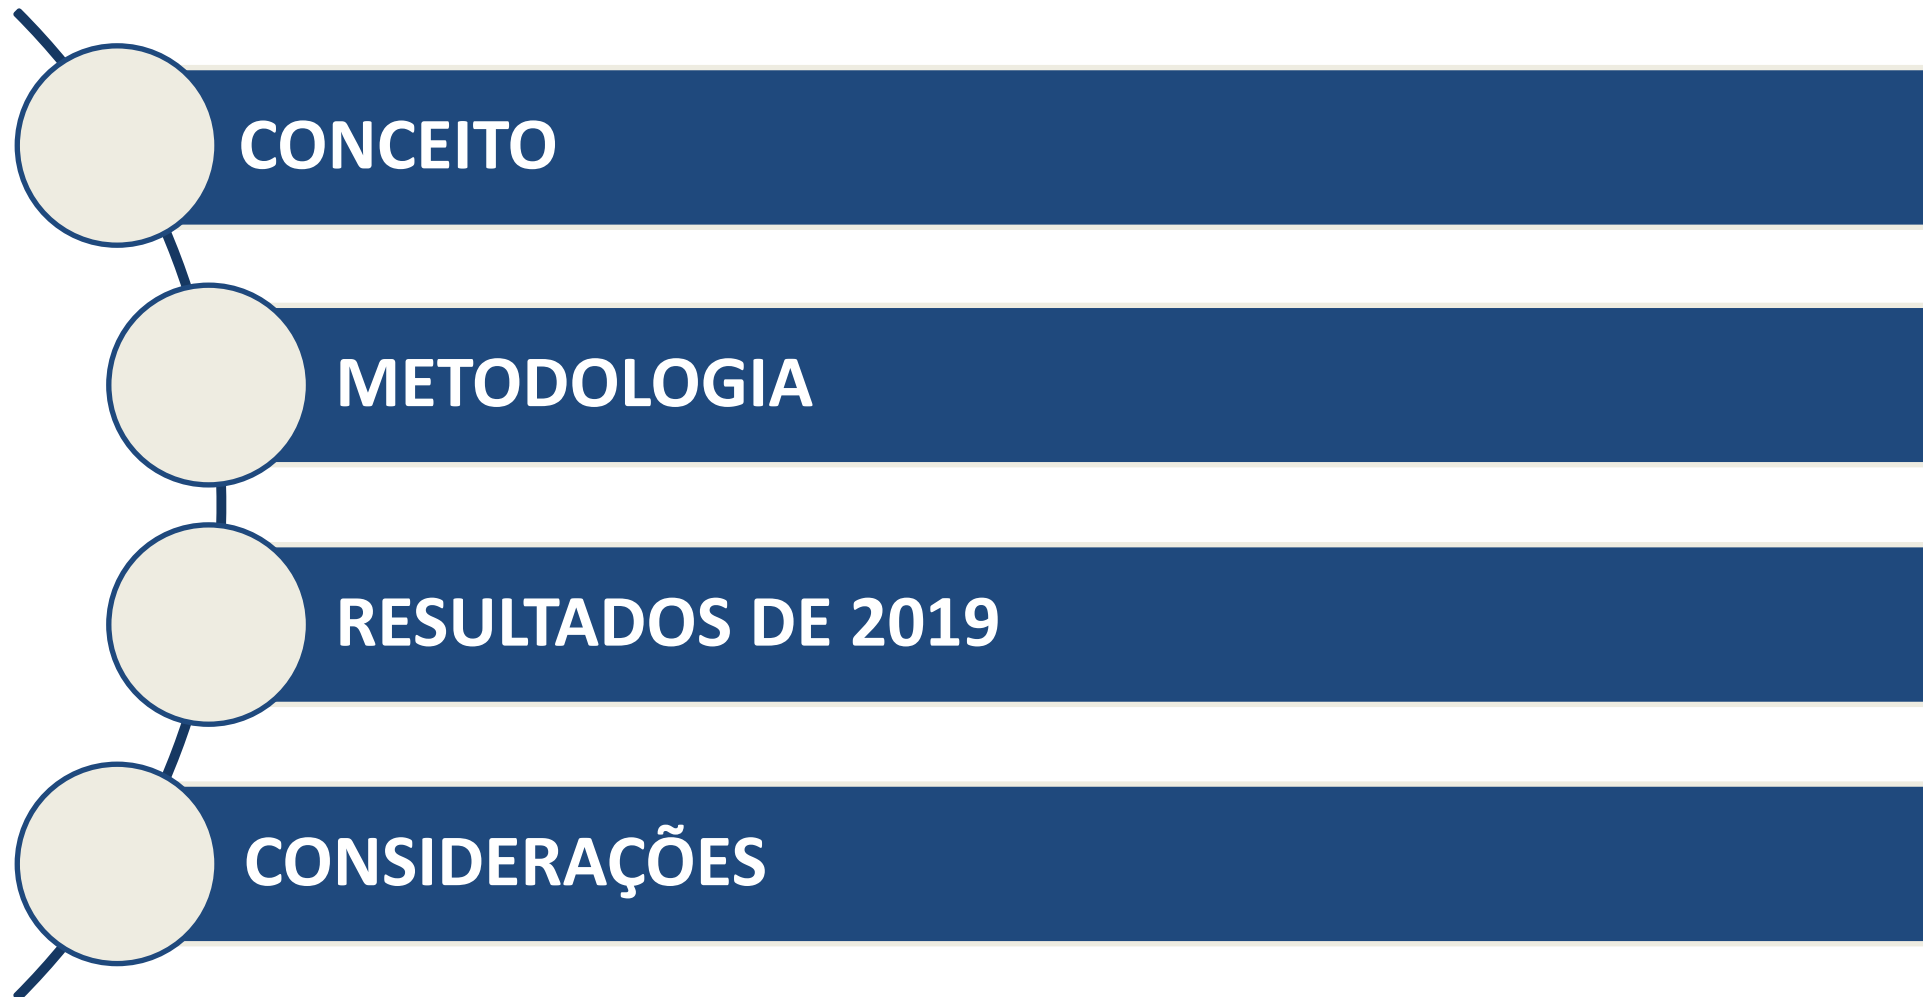 CONCEITO
METODOLOGIA
RESULTADOS DE 2019
CONSIDERAÇÕES